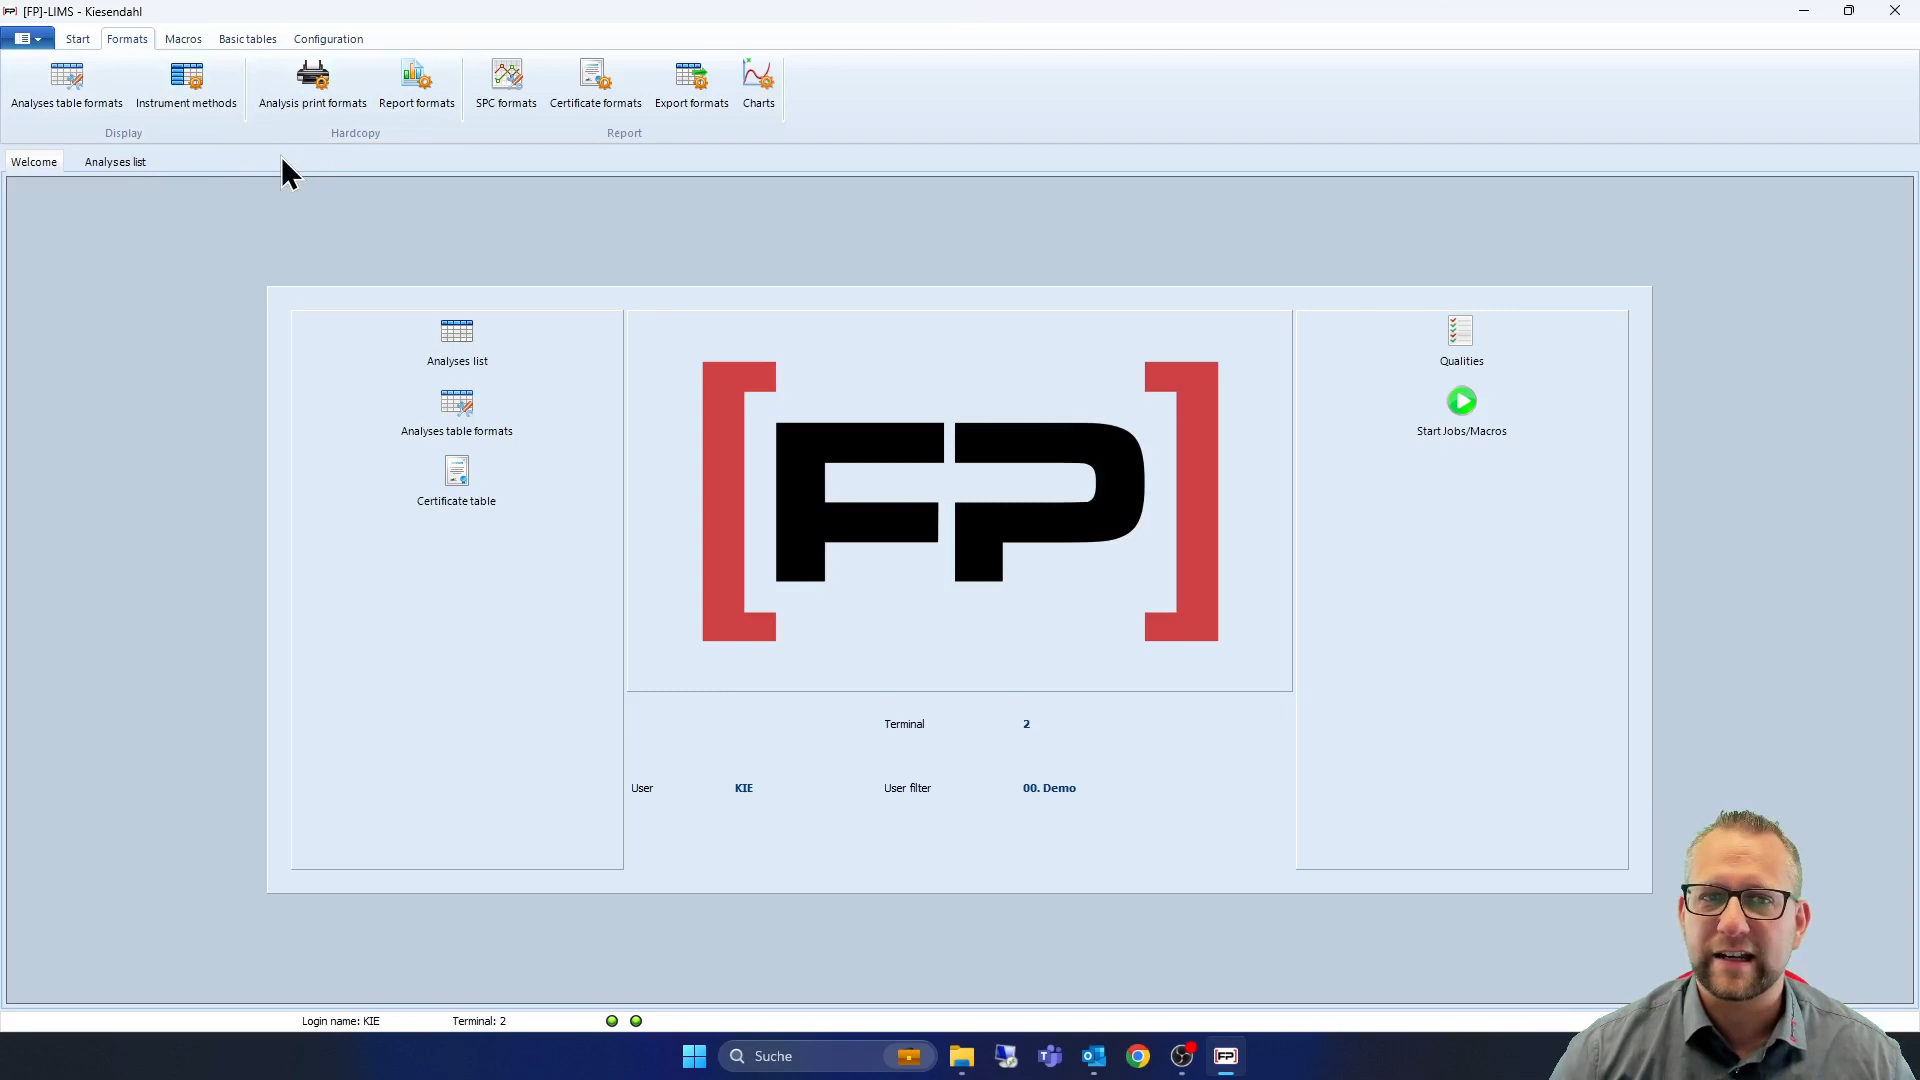 [FP]-LIMS - Kiesendahl
Start Formats Macros Basic tables Configuration
Analyses table formats Instrument methods Analysis print formats Report formats SPC formats Certificate formats Export formats Charts
Display Hardcopy Report
Welcome Analyses list
Analyses list
Analyses table formats
Certificate table
[FP]
Qualities
Start Jobs/Macros
Terminal 2
User KIE User filter 00. Demo
Login name: KIE Terminal: 2
Suche